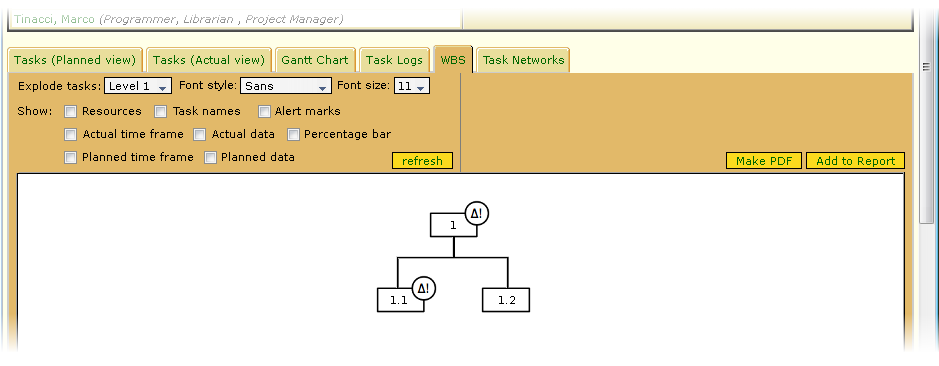 Tinacci, Marco (Programmer, Librarian , Project Manager)
Tasks (Planned view) Tasks (Actual view) Gantt Chart Task Logs WBS Task Networks
Explode tasks: Level 1 Font style: Sans Font size: 11
Show: Resources Task names Alert marks
Actual time frame Actual data Percentage bar
Planned time frame Planned data refresh Make PDF Add to Report
Δ!
1
Δ!
1.1 1.2